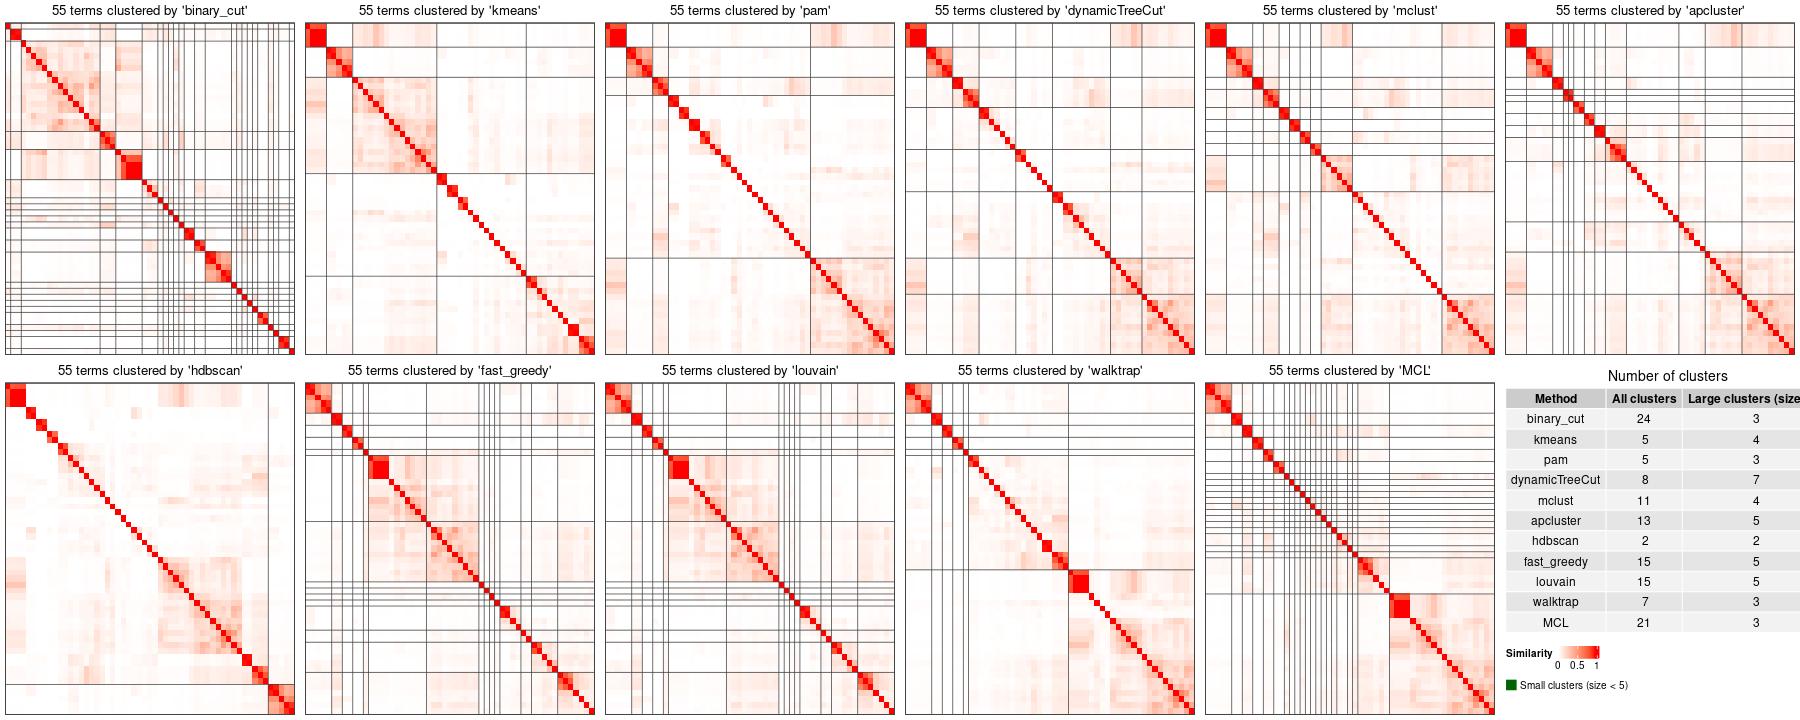 55 terms clustered by 'binary_cut'
55 terms clustered by 'kmeans'
55 terms clustered by 'pam'
55 terms clustered by 'dynamicTreeCut'
55 terms clustered by 'mclust'
55 terms clustered by 'apcluster'
55 terms clustered by 'hdbscan'
55 terms clustered by 'fast_greedy'
55 terms clustered by 'louvain'
55 terms clustered by 'walktrap'
55 terms clustered by 'MCL'
Number of clusters
Method All clusters Large clusters (size
binary_cut 24 3
kmeans 5 4
pam 5 3
dynamicTreeCut 8 7
mclust 11 4
apcluster 13 5
hdbscan 2 2
fast_greedy 15 5
louvain 15 5
walktrap 7 3
MCL 21 3
Similarity
0 0.5 1
Small clusters (size < 5)